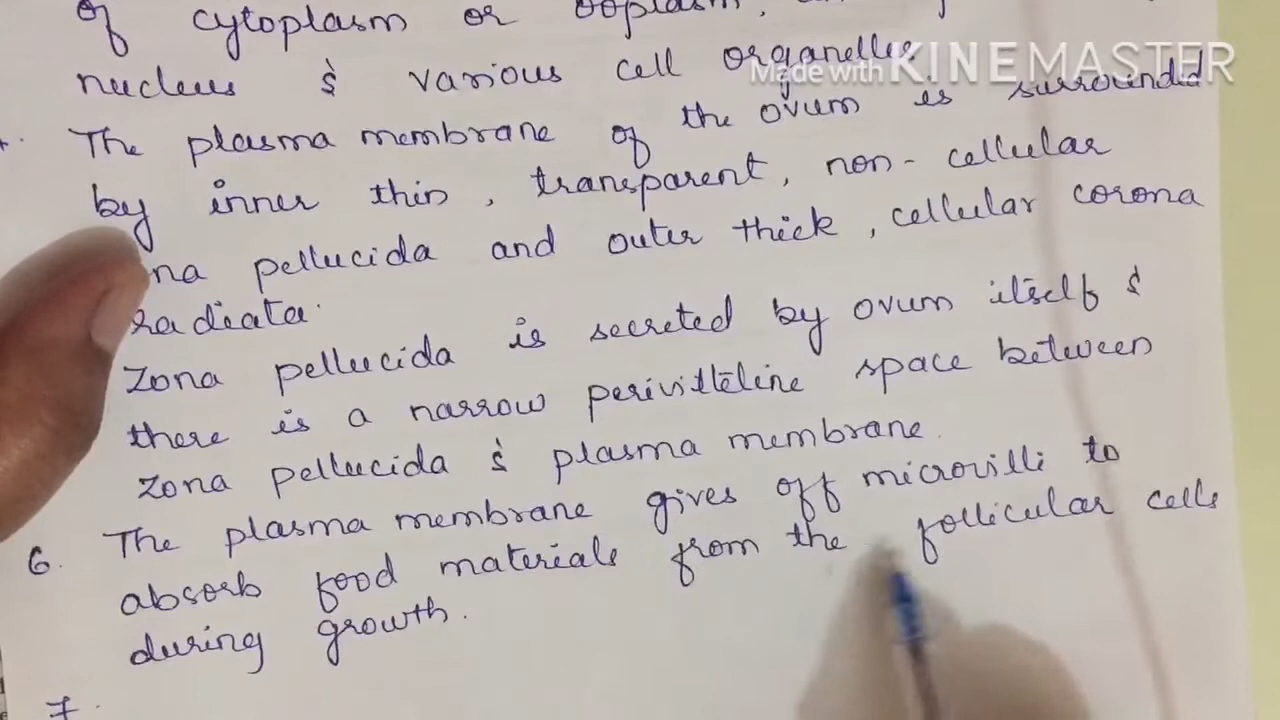 of cytoplasm or ooplasm,
nucleus & various cell organelles
Made with KINEMASTER
The plasma membrane of the ovum is surrounded
by inner thin, transparent, non-cellular
na pellucida and outer thick, cellular corona
radiata.
Zona pellucida is secreted by ovum itself &
there is a narrow perivitteline space between
zona pellucida & plasma membrane.
6. The plasma membrane gives off microvilli to
absorb food materials from the follicular cells
during growth.
7.